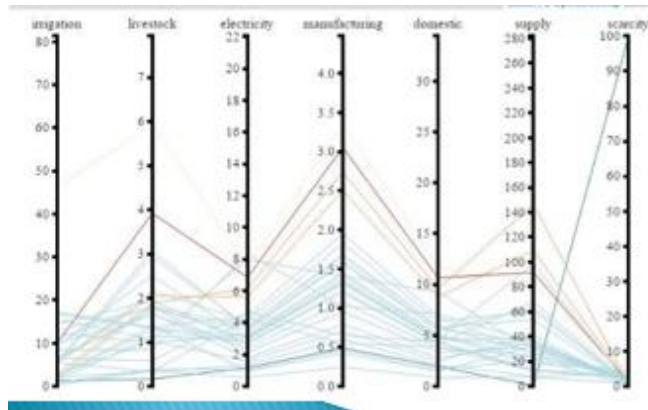 irrigation livestock electricity manufacturing domestic supply scarcity
80 7 22 4.0 30 280 100
70 6 20 3.5 25 260 90
60 5 18 3.0 20 240 80
50 4 16 2.5 15 220 70
40 3 14 2.0 10 200 60
30 2 12 1.5 5 180 50
20 1 10 1.0 0 160 40
10 0 8 0.5 140 30
0 6 0.0 120 20
4 100 10
2 80 0
0 60
40
20
0